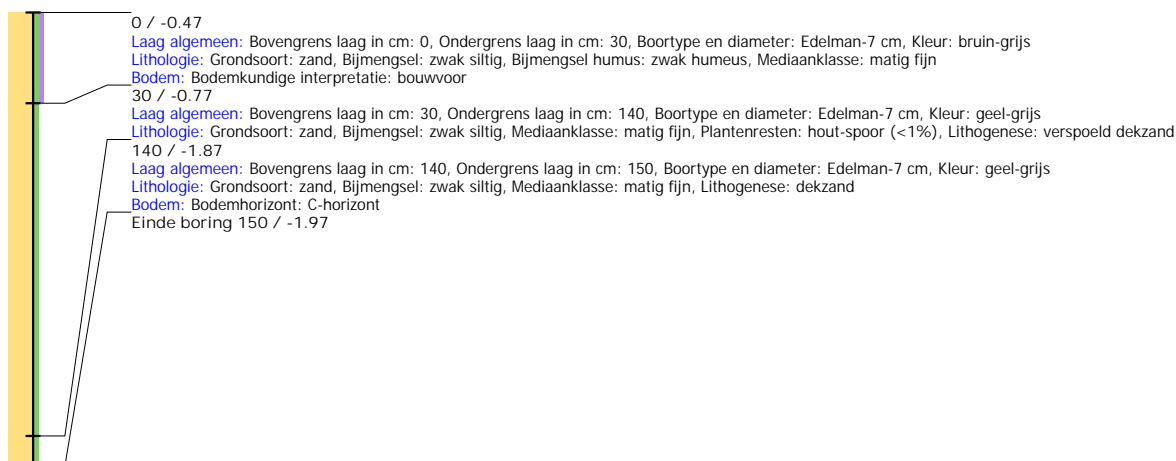 0 / -0.47
Laag algemeen: Bovengrens laag in cm: 0, Ondergrens laag in cm: 30, Boortype en diameter: Edelman-7 cm, Kleur: bruin-grijs
Lithologie: Grondsoort: zand, Bijmengsel: zwak siltig, Bijmengsel humus: zwak humeus, Mediaanklasse: matig fijn
Bodem: Bodemkundige interpretatie: bouwvoor
30 / -0.77
Laag algemeen: Bovengrens laag in cm: 30, Ondergrens laag in cm: 140, Boortype en diameter: Edelman-7 cm, Kleur: geel-grijs
Lithologie: Grondsoort: zand, Bijmengsel: zwak siltig, Mediaanklasse: matig fijn, Plantenresten: hout-spoor (<1%), Lithogenese: verspoeld dekzand
140 / -1.87
Laag algemeen: Bovengrens laag in cm: 140, Ondergrens laag in cm: 150, Boortype en diameter: Edelman-7 cm, Kleur: geel-grijs
Lithologie: Grondsoort: zand, Bijmengsel: zwak siltig, Mediaanklasse: matig fijn, Lithogenese: dekzand
Bodem: Bodemhorizont: C-horizont
Einde boring 150 / -1.97